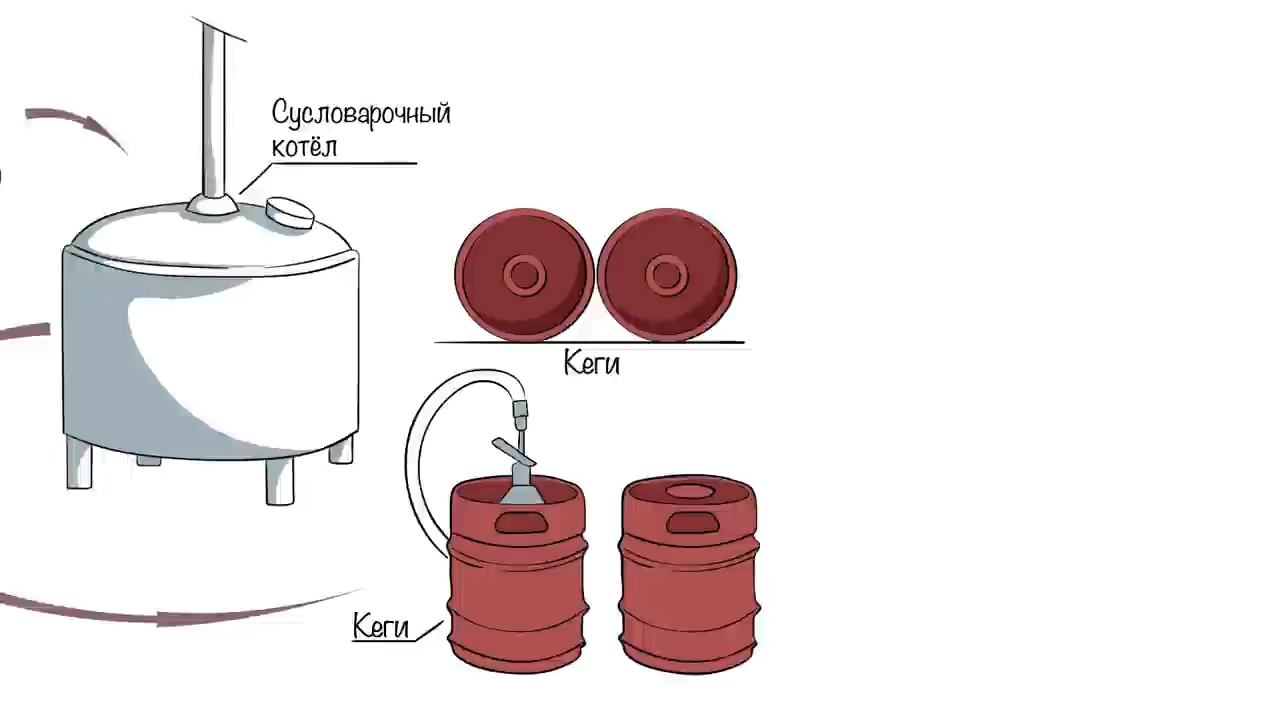 Сусловарочный
котёл
Кеги
Кеги